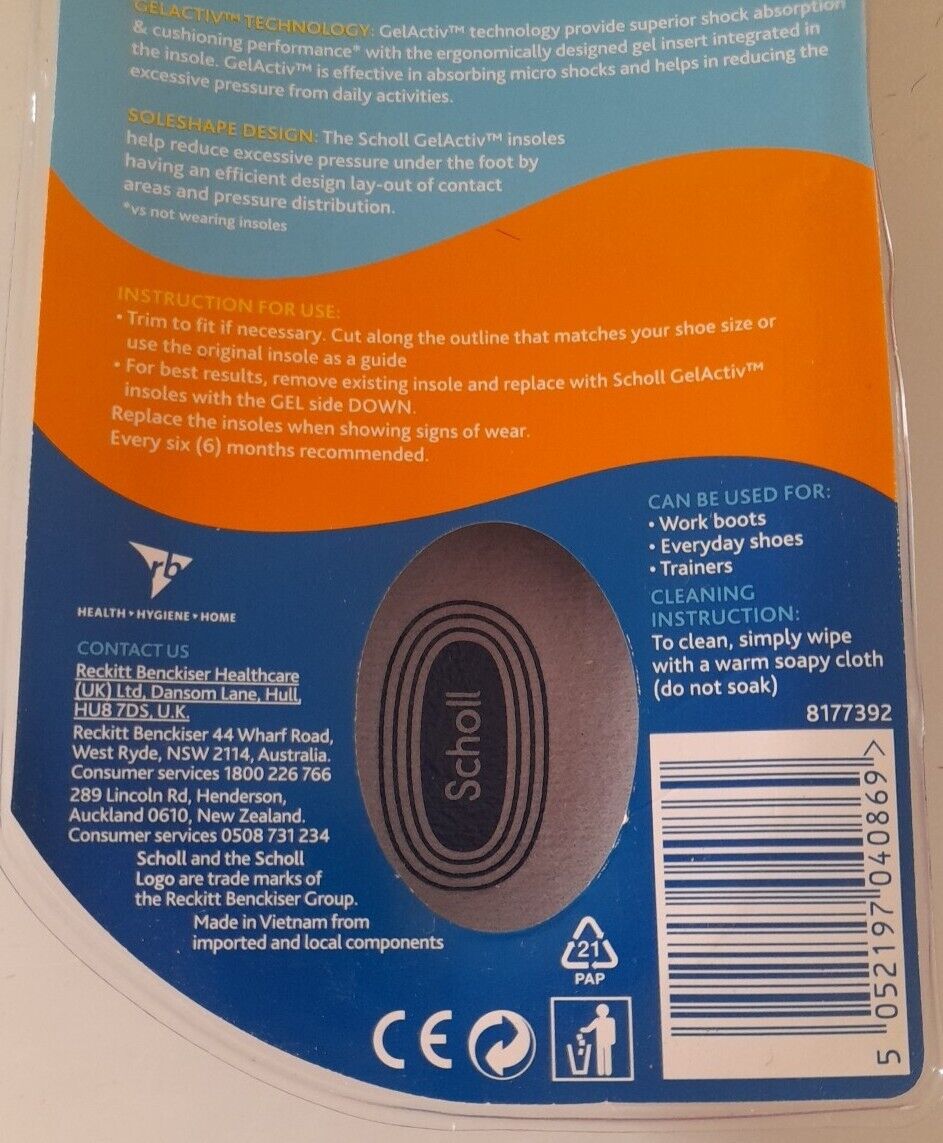 GELACTIV™ TECHNOLOGY: GelActiv™ technology provide superior shock absorption
& cushioning performance* with the ergonomically designed gel insert integrated in
the insole. GelActiv™ is effective in absorbing micro shocks and helps in reducing the
excessive pressure from daily activities.
SOLESHAPE DESIGN: The Scholl GelActiv™ insoles
help reduce excessive pressure under the foot by
having an efficient design lay-out of contact
areas and pressure distribution.
*vs not wearing insoles
INSTRUCTION FOR USE:
• Trim to fit if necessary. Cut along the outline that matches your shoe size or
use the original insole as a guide
• For best results, remove existing insole and replace with Scholl GelActiv™
insoles with the GEL side DOWN.
Replace the insoles when showing signs of wear.
Every six (6) months recommended.
CAN BE USED FOR:
• Work boots
• Everyday shoes
• Trainers
CLEANING
INSTRUCTION:
To clean, simply wipe
with a warm soapy cloth
(do not soak)
8177392
rb
HEALTH • HYGIENE • HOME
CONTACT US
Reckitt Benckiser Healthcare
(UK) Ltd, Dansom Lane, Hull,
HU8 7DS, U.K.
Reckitt Benckiser 44 Wharf Road,
West Ryde, NSW 2114, Australia.
Consumer services 1800 226 766
289 Lincoln Rd, Henderson,
Auckland 0610, New Zealand.
Consumer services 0508 731 234
Scholl and the Scholl
Logo are trade marks of
the Reckitt Benckiser Group.
Made in Vietnam from
imported and local components
Scholl
21
PAP
CE
5 052197 040869 >